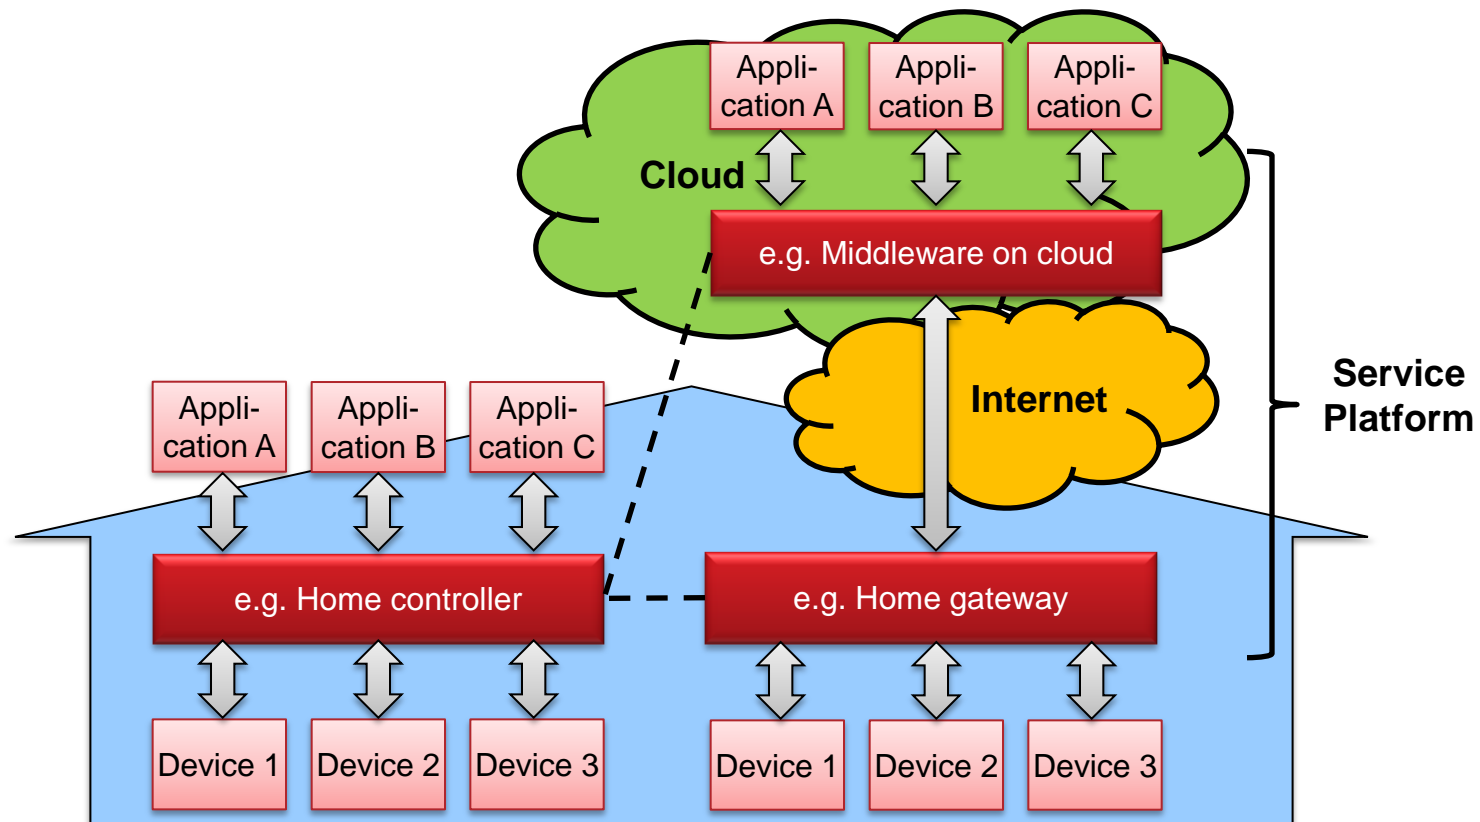 Appli-
cation A
Appli-
cation B
Appli-
cation C
Cloud
e.g. Middleware on cloud
Internet
Service
Platform
Appli-
cation A
Appli-
cation B
Appli-
cation C
e.g. Home controller
e.g. Home gateway
Device 1
Device 2
Device 3
Device 1
Device 2
Device 3